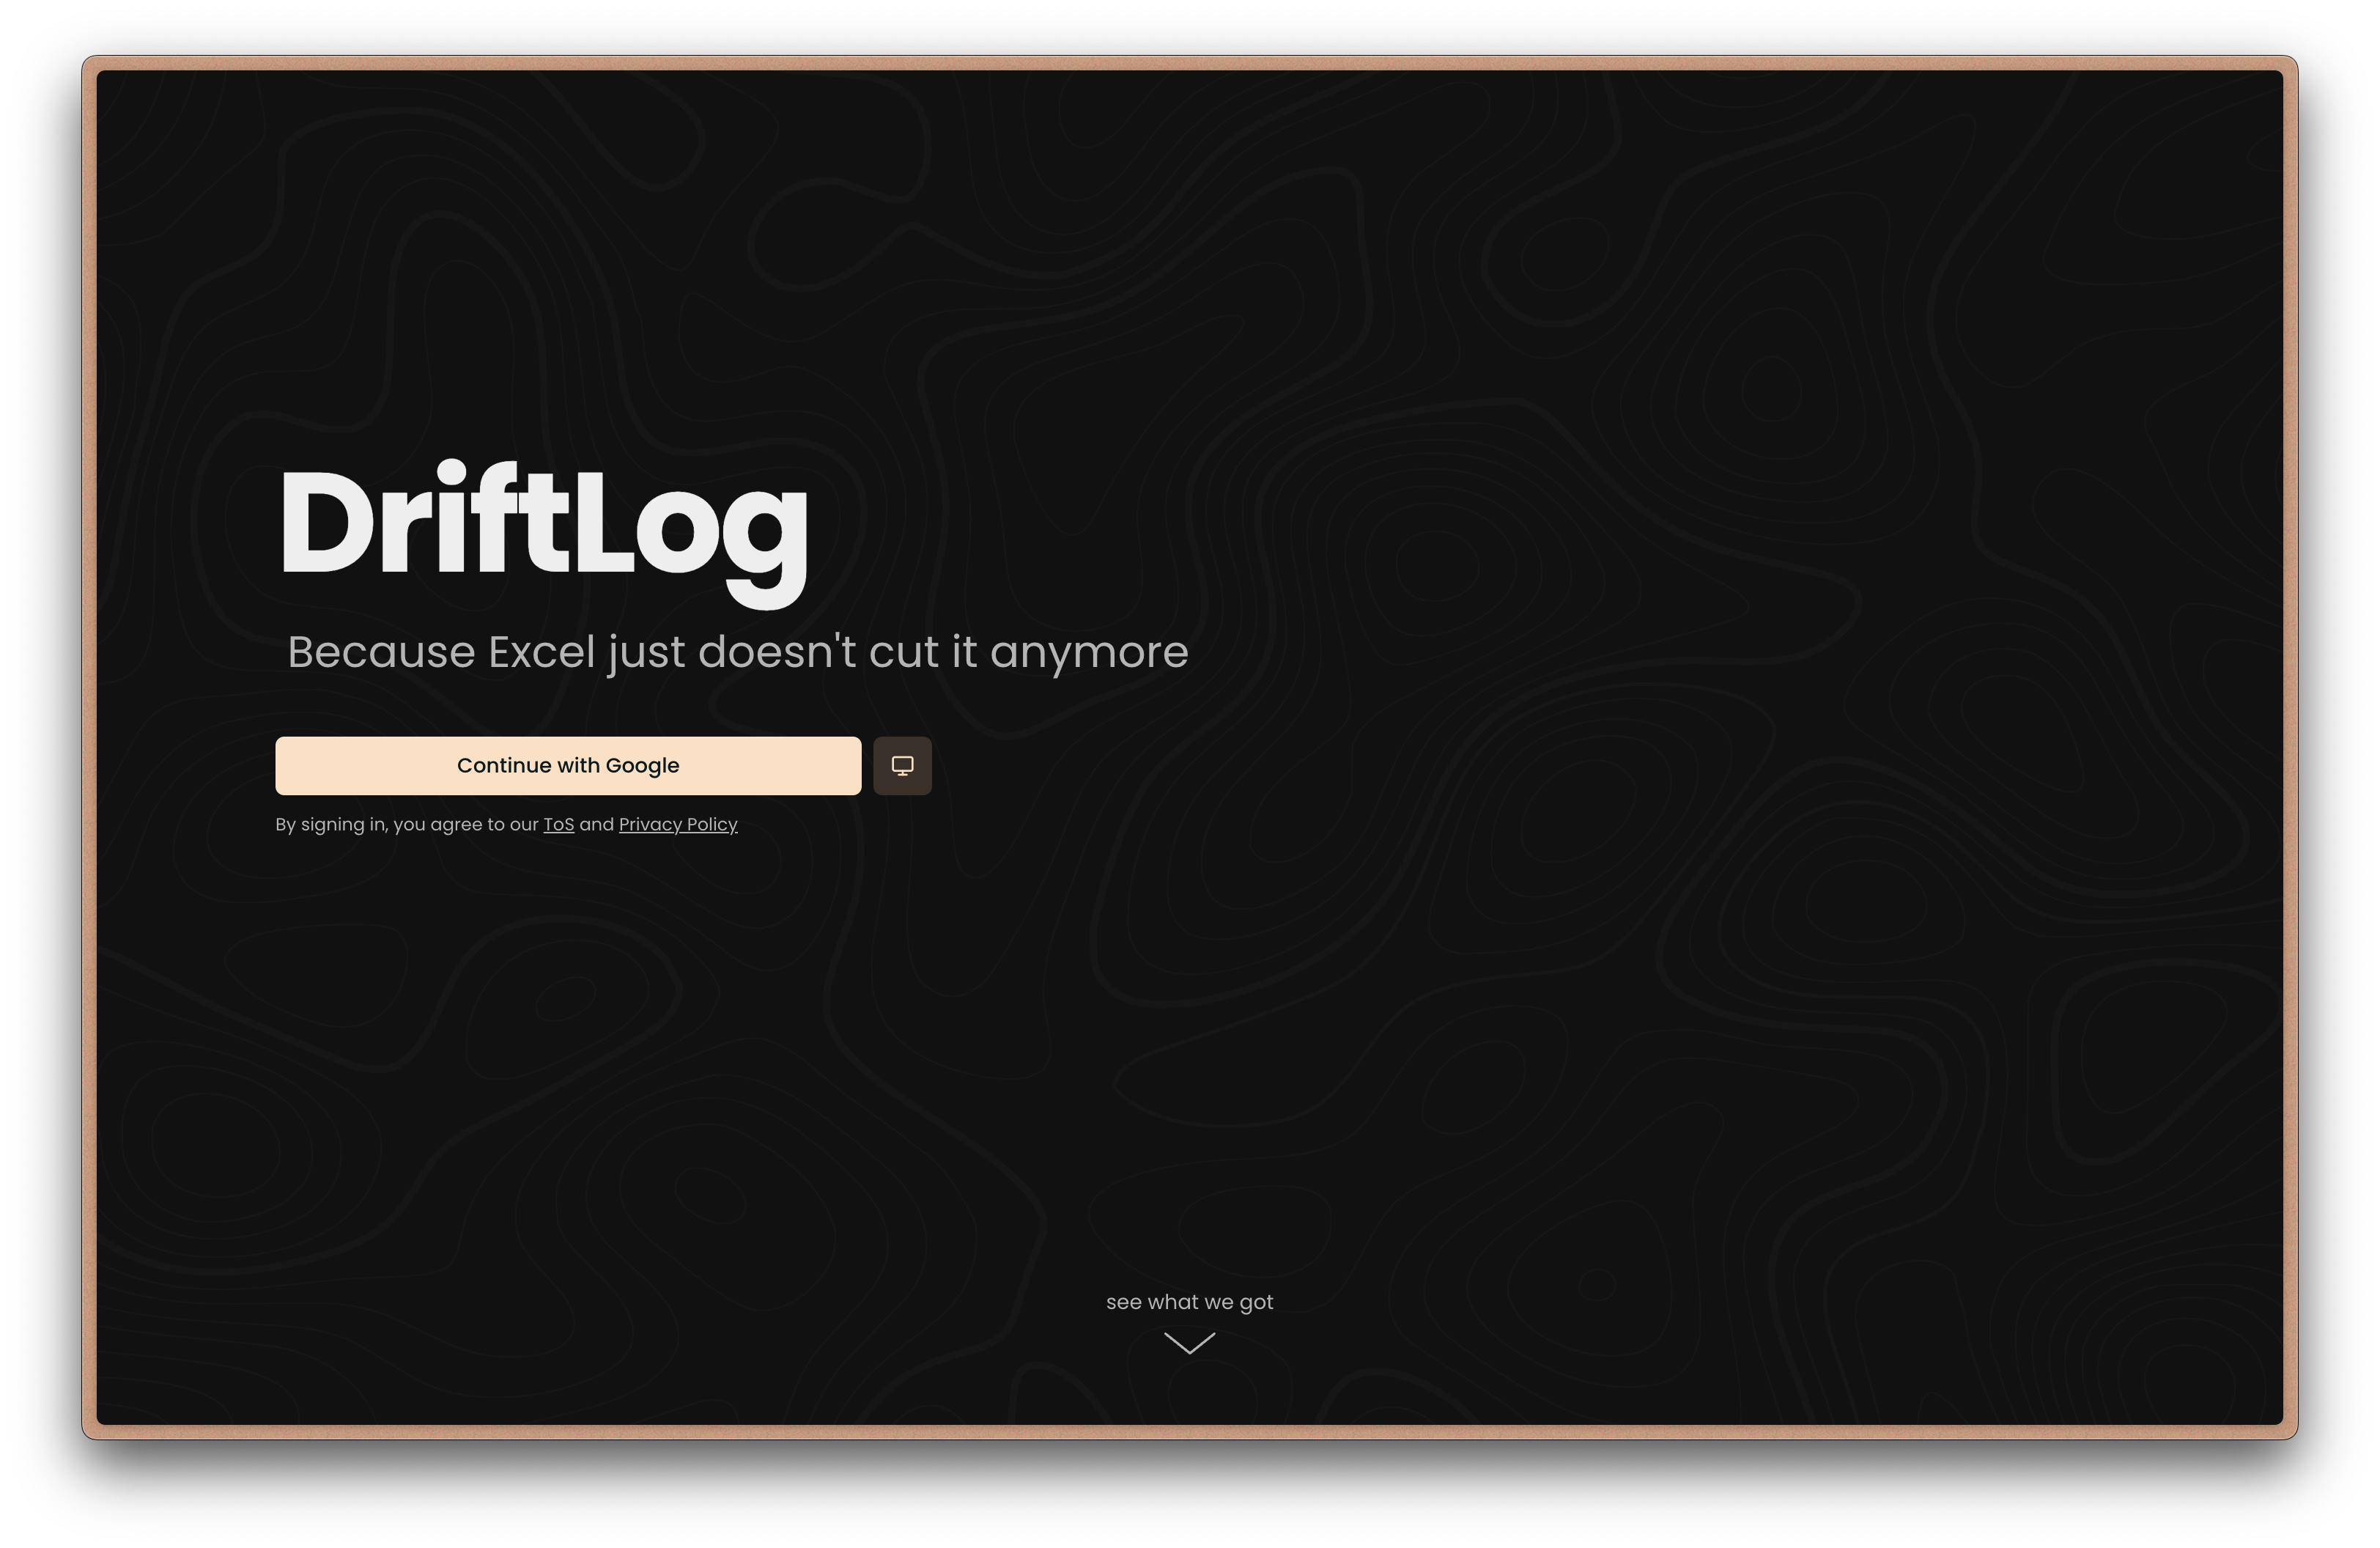 DriftLog
Because Excel just doesn't cut it anymore
Continue with Google
By signing in, you agree to our ToS and Privacy Policy
see what we got